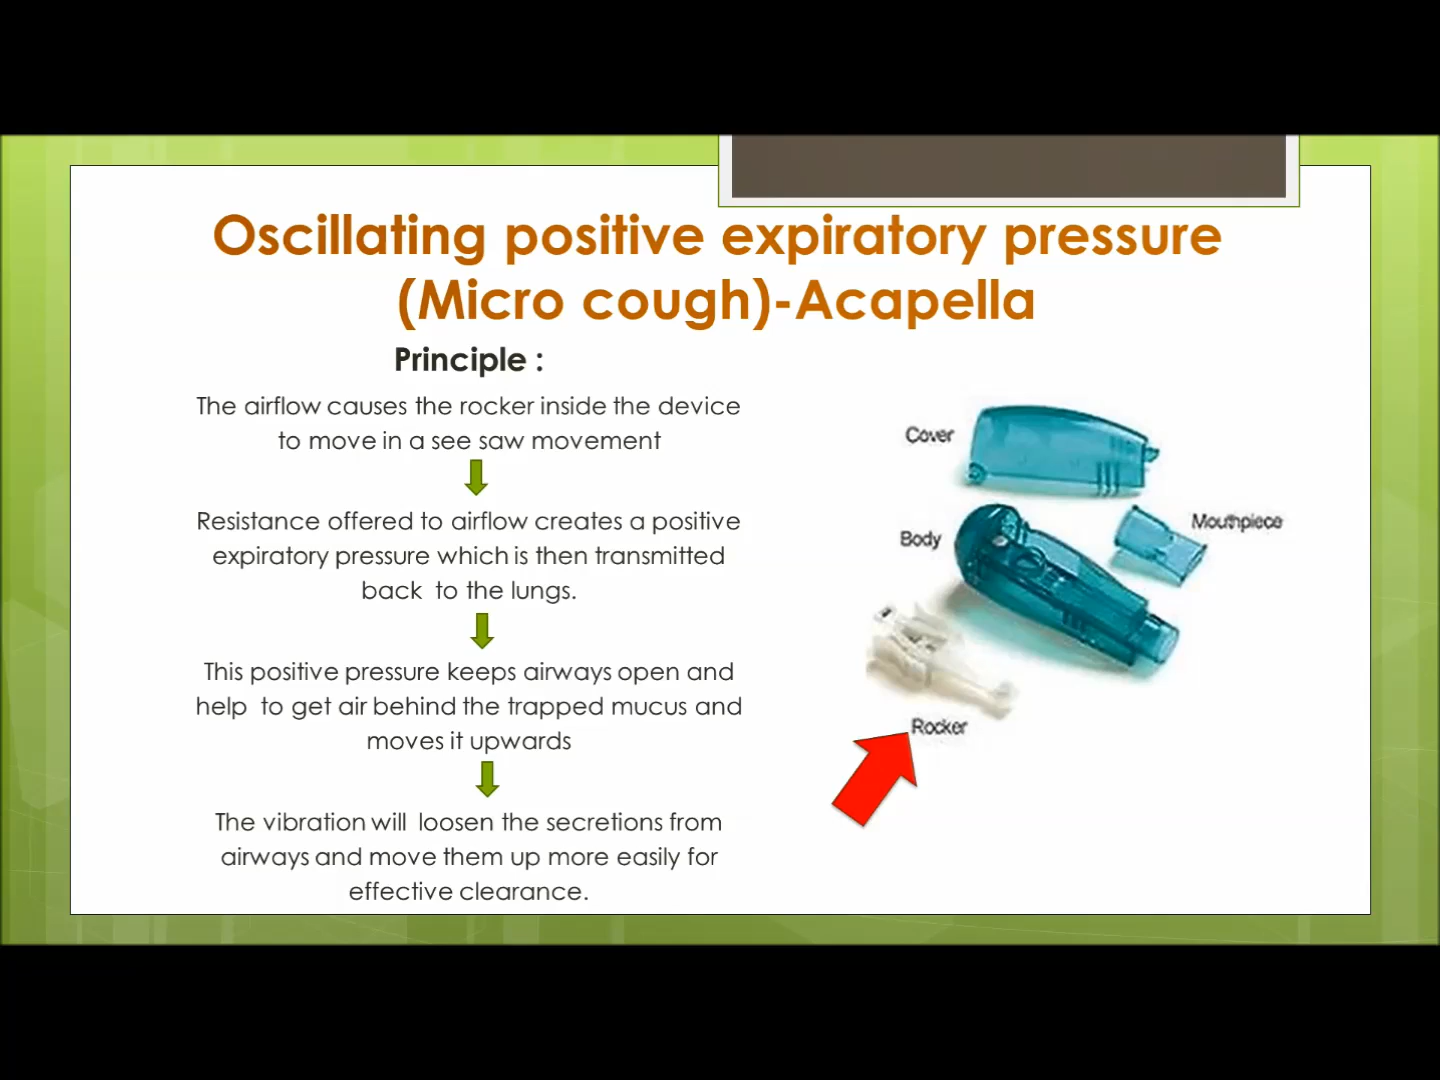 Oscillating positive expiratory pressure
(Micro cough)-Acapella
Principle :
The airflow causes the rocker inside the device
to move in a see saw movement
Resistance offered to airflow creates a positive
expiratory pressure which is then transmitted
back to the lungs.
This positive pressure keeps airways open and
help to get air behind the trapped mucus and
moves it upwards
The vibration will loosen the secretions from
airways and move them up more easily for
effective clearance.
Cover
Mouthpiece
Body
Rocker